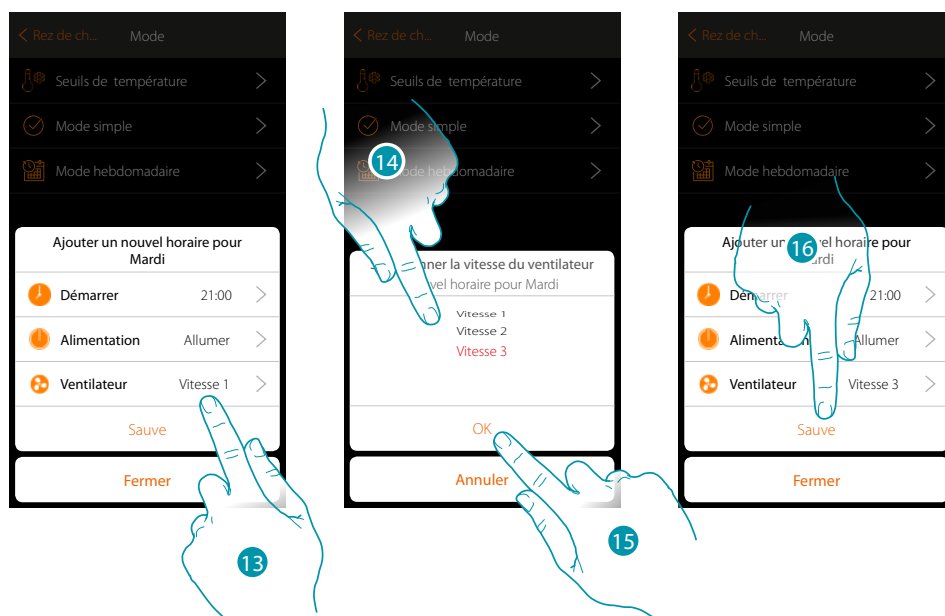 Rez de ch... Mode
Seuils de température
Mode simple
Mode hebdomadaire
Ajouter un nouvel horaire pour
Mardi
Démarrer 21:00
Alimentation Allumer
Ventilateur Vitesse 1
Sauve
Fermer
13
Rez de ch... Mode
Seuils de température
Mode simple
14
Mode hebdomadaire
la vitesse du ventilateur
horaire pour Mardi
Vitesse 1
Vitesse 2
Vitesse 3
OK
Annuler
15
Rez de ch... Mode
Seuils de température
Mode simple
Mode hebdomadaire
Ajouter un horaire pour
16
Mardi
Démarrer 21:00
Alimentation Allumer
Ventilateur Vitesse 3
Sauve
Fermer